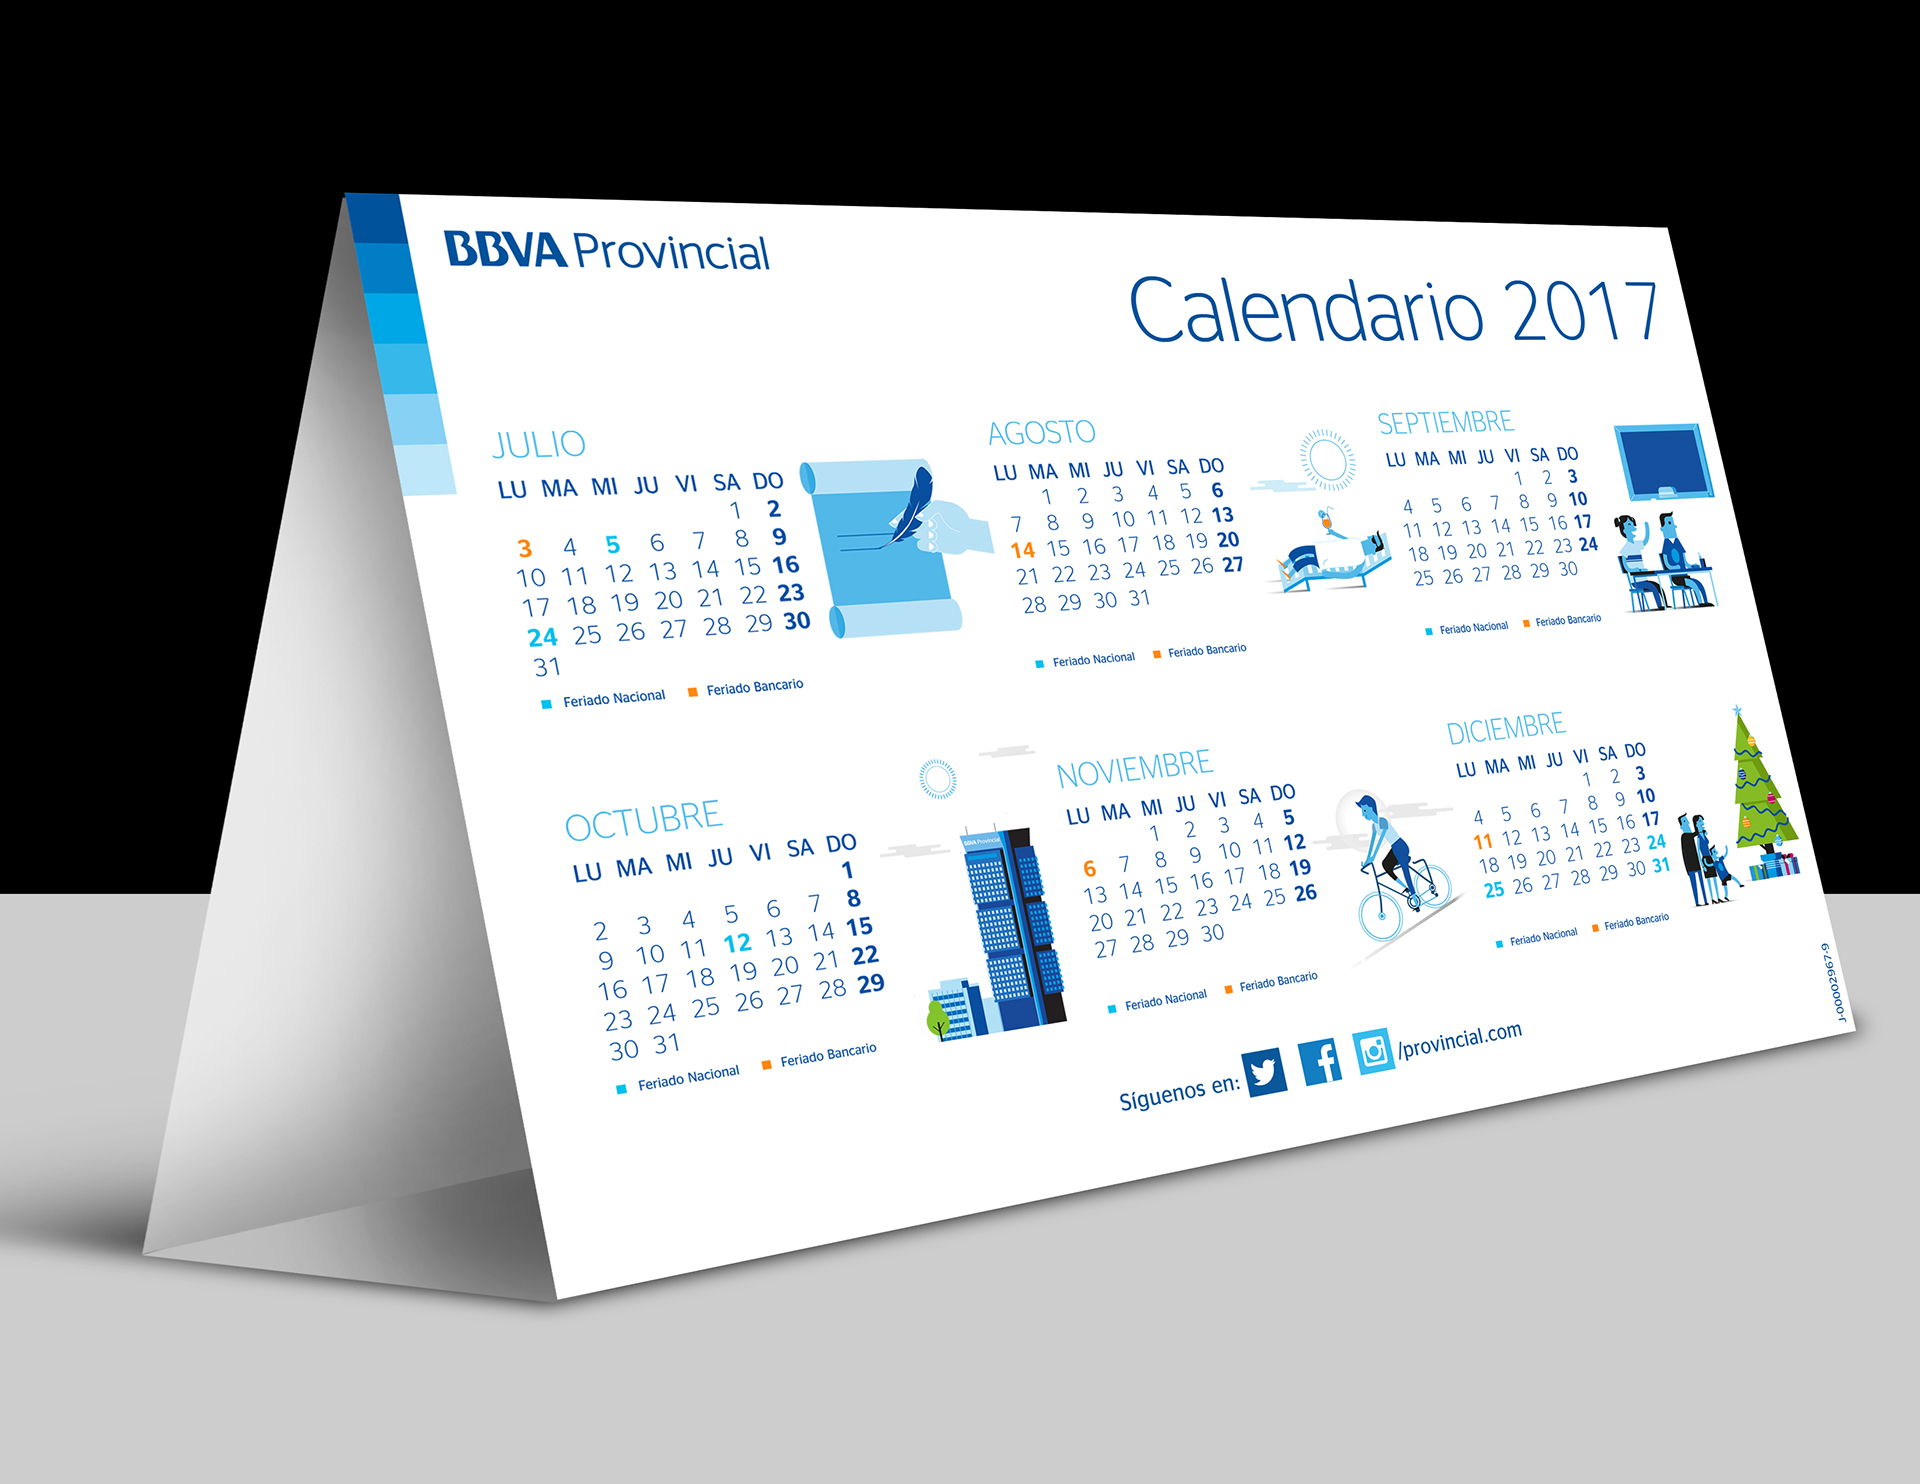 BBVA Provincial
Calendario 2017
JULIO
LU MA MI JU VI SA DO
1 2
3 4 5 6 7 8 9
10 11 12 13 14 15 16
17 18 19 20 21 22 23
24 25 26 27 28 29 30
31
Feriado Nacional Feriado Bancario
AGOSTO
LU MA MI JU VI SA DO
1 2 3 4 5 6
7 8 9 10 11 12 13
14 15 16 17 18 19 20
21 22 23 24 25 26 27
28 29 30 31
Feriado Nacional Feriado Bancario
SEPTIEMBRE
LU MA MI JU VI SA DO
1 2 3
4 5 6 7 8 9 10
11 12 13 14 15 16 17
18 19 20 21 22 23 24
25 26 27 28 29 30
Feriado Nacional Feriado Bancario
OCTUBRE
LU MA MI JU VI SA DO
1
2 3 4 5 6 7 8
9 10 11 12 13 14 15
16 17 18 19 20 21 22
23 24 25 26 27 28 29
30 31
Feriado Nacional Feriado Bancario
BBVA Provincial
NOVIEMBRE
LU MA MI JU VI SA DO
1 2 3 4 5
6 7 8 9 10 11 12
13 14 15 16 17 18 19
20 21 22 23 24 25 26
27 28 29 30
Feriado Nacional Feriado Bancario
DICIEMBRE
LU MA MI JU VI SA DO
1 2 3
4 5 6 7 8 9 10
11 12 13 14 15 16 17
18 19 20 21 22 23 24
25 26 27 28 29 30 31
Feriado Nacional Feriado Bancario
Síguenos en: /provincial.com
J-00002967-9